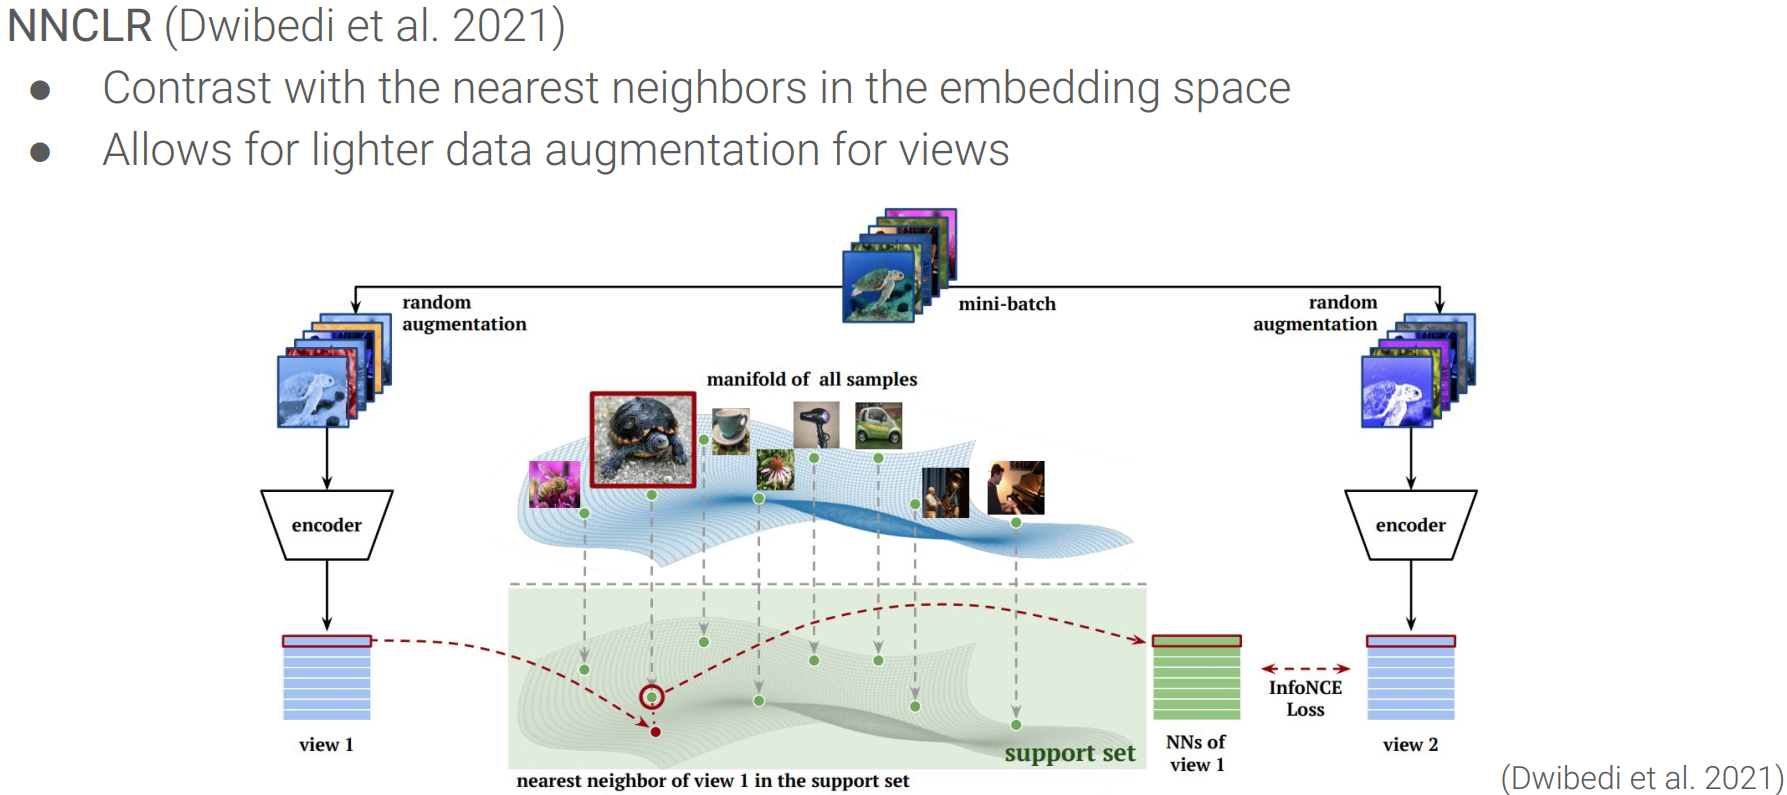 NNCLR (Dwibedi et al. 2021)
● Contrast with the nearest neighbors in the embedding space
● Allows for lighter data augmentation for views
random
augmentation
mini-batch
random
augmentation
manifold of all samples
encoder
encoder
InfoNCE
Loss
view 1
support set
NNs of
view 1
view 2
nearest neighbor of view 1 in the support set
(Dwibedi et al. 2021)